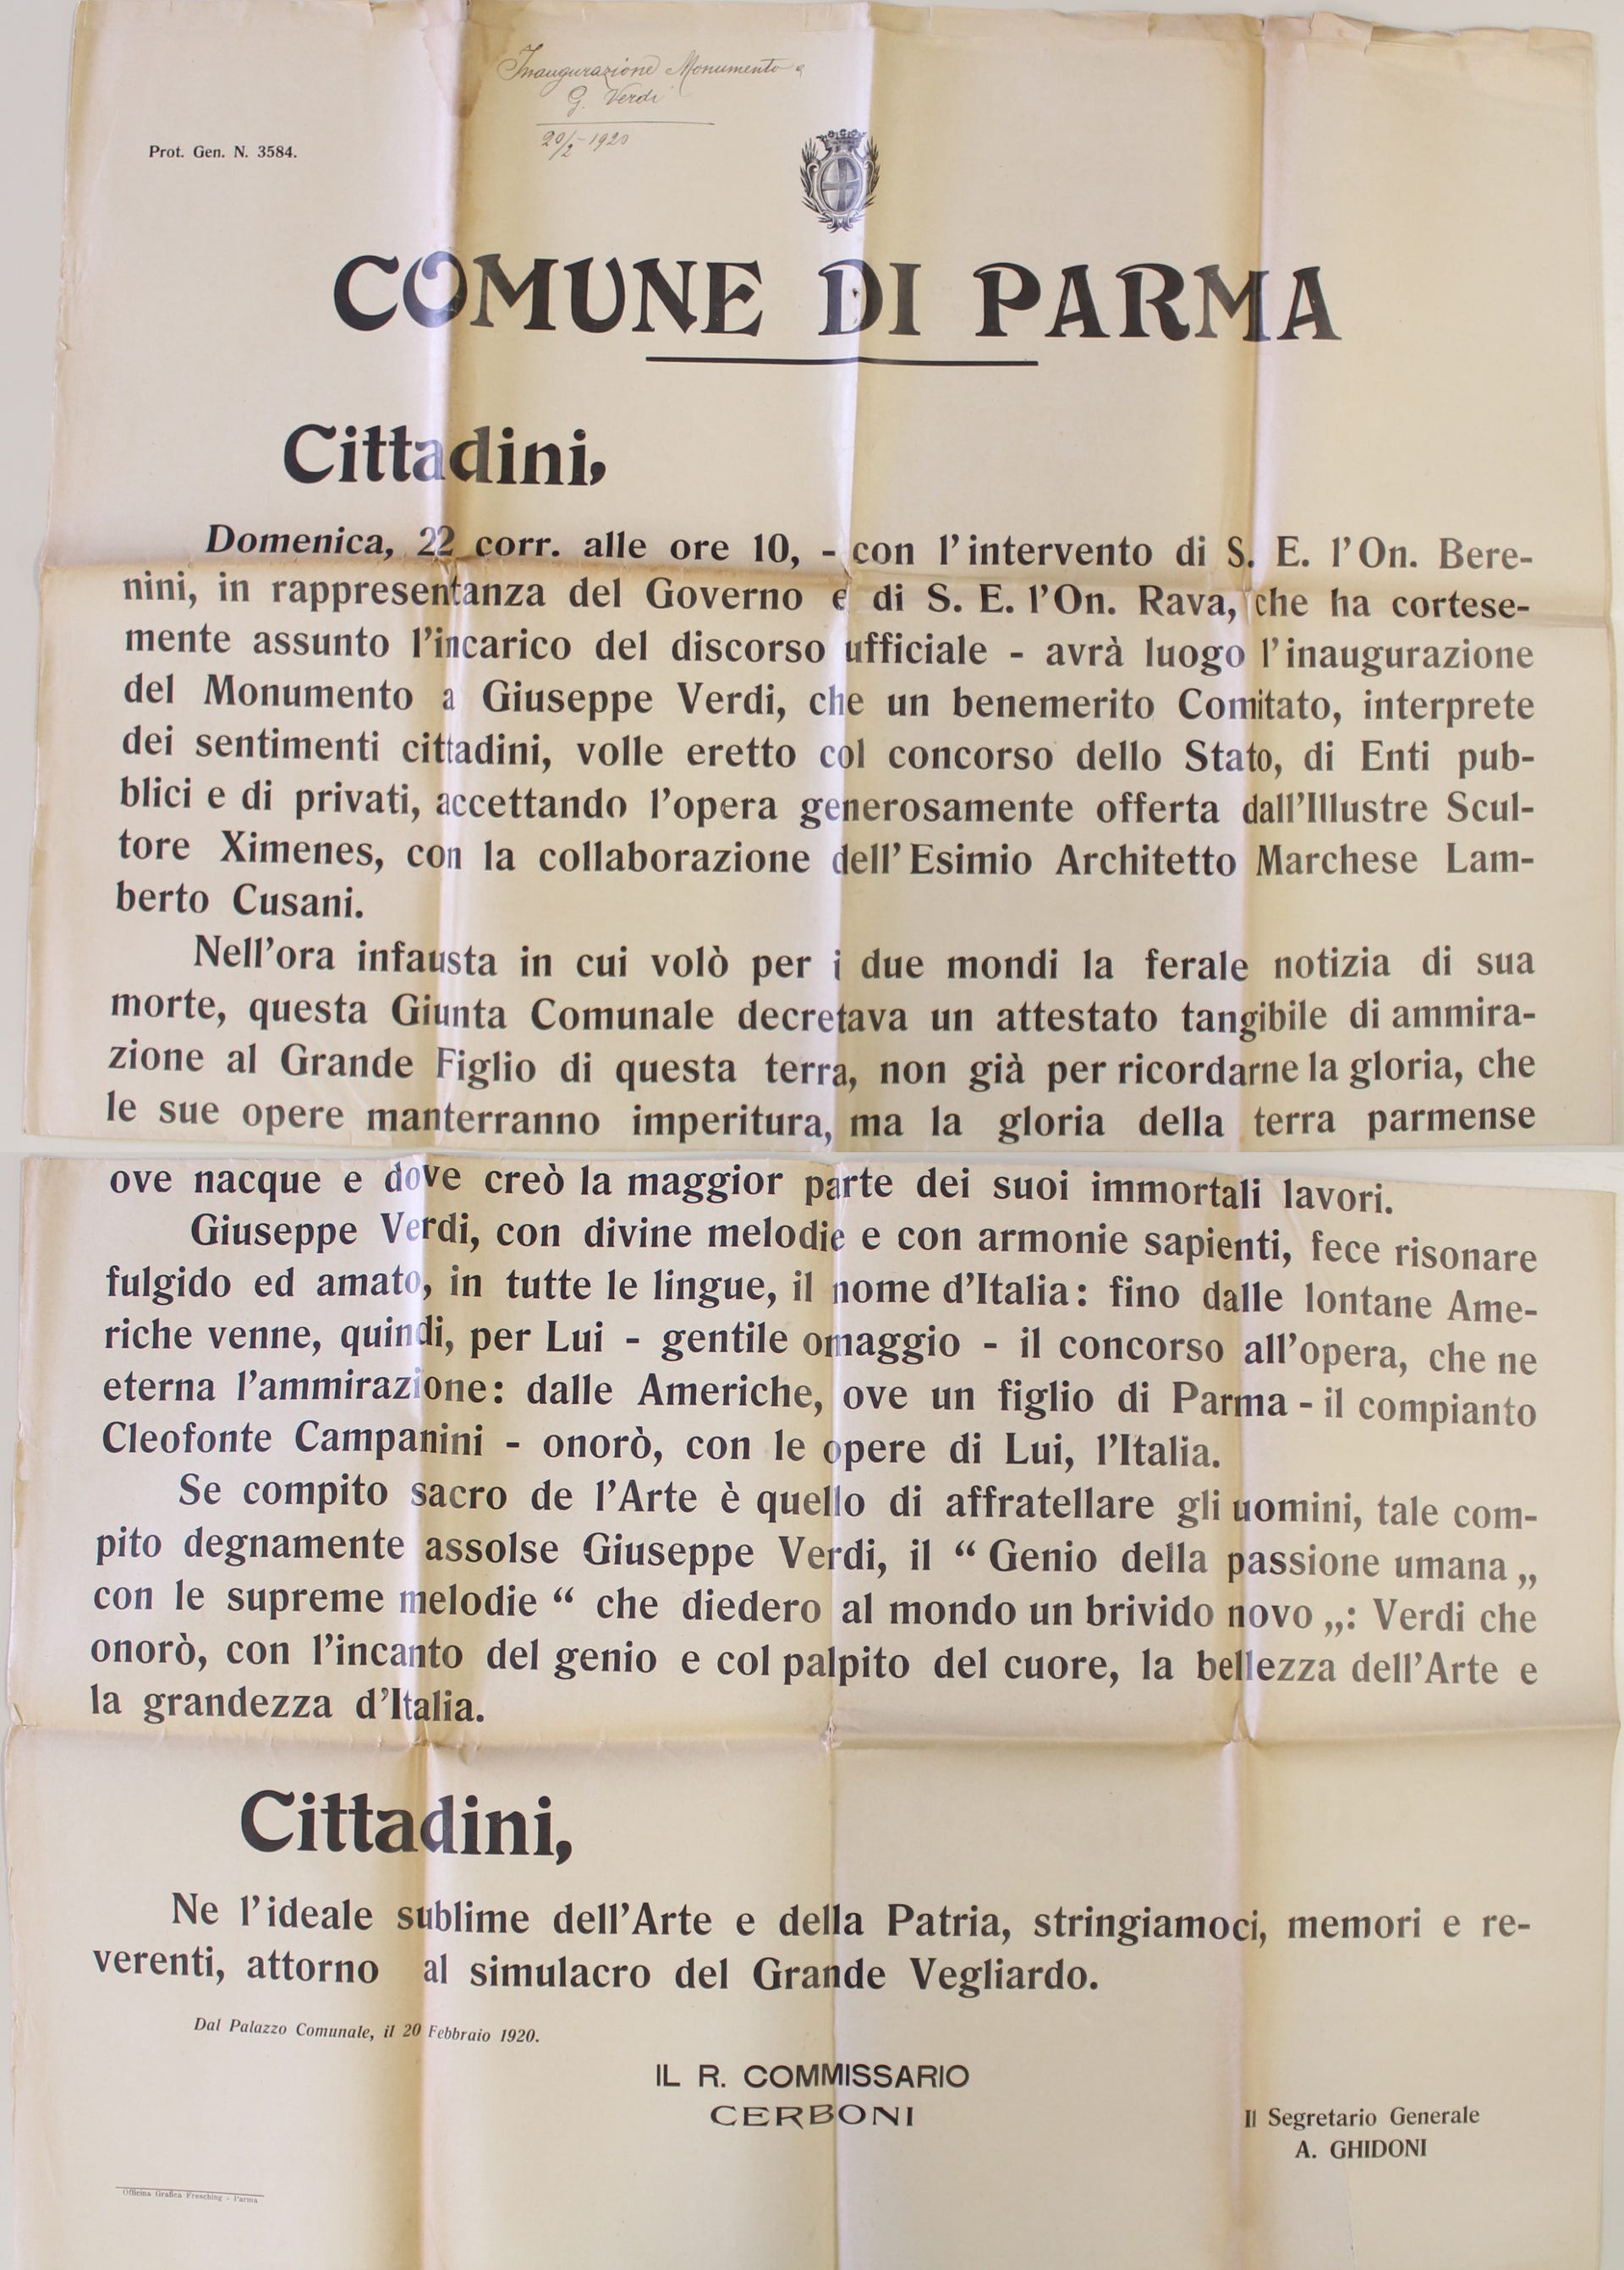 Inaugurazione Monumento a
G. Verdi
20/2-1920
Prot. Gen. N. 3584.
COMUNE DI PARMA
Cittadini,
Domenica, 22 corr. alle ore 10, - con l'intervento di S. E. l'On. Bere-
nini, in rappresentanza del Governo e di S. E. l'On. Rava, che ha cortese-
mente assunto l'incarico del discorso ufficiale - avrà luogo l'inaugurazione
del Monumento a Giuseppe Verdi, che un benemerito Comitato, interprete
dei sentimenti cittadini, volle eretto col concorso dello Stato, di Enti pub-
blici e di privati, accettando l'opera generosamente offerta dall'Illustre Scul-
tore Ximenes, con la collaborazione dell'Esimio Architetto Marchese Lam-
berto Cusani.
Nell'ora infausta in cui volò per i due mondi la ferale notizia di sua
morte, questa Giunta Comunale decretava un attestato tangibile di ammira-
zione al Grande Figlio di questa terra, non già per ricordarne la gloria, che
le sue opere manterranno imperitura, ma la gloria della terra parmense
ove nacque e dove creò la maggior parte dei suoi immortali lavori.
Giuseppe Verdi, con divine melodie e con armonie sapienti, fece risonare
fulgido ed amato, in tutte le lingue, il nome d'Italia: fino dalle lontane Ame-
riche venne, quindi, per Lui - gentile omaggio - il concorso all'opera, che ne
eterna l'ammirazione: dalle Americhe, ove un figlio di Parma - il compianto
Cleofonte Campanini - onorò, con le opere di Lui, l'Italia.
Se compito sacro de l'Arte è quello di affratellare gli uomini, tale com-
pito degnamente assolse Giuseppe Verdi, il “ Genio della passione umana „
con le supreme melodie “ che diedero al mondo un brivido novo „: Verdi che
onorò, con l'incanto del genio e col palpito del cuore, la bellezza dell'Arte e
la grandezza d'Italia.
Cittadini,
Ne l'ideale sublime dell'Arte e della Patria, stringiamoci, memori e re-
verenti, attorno al simulacro del Grande Vegliardo.
Dal Palazzo Comunale, il 20 Febbraio 1920.
IL R. COMMISSARIO
CERBONI
Il Segretario Generale
A. GHIDONI
Officina Grafica Fresching - Parma